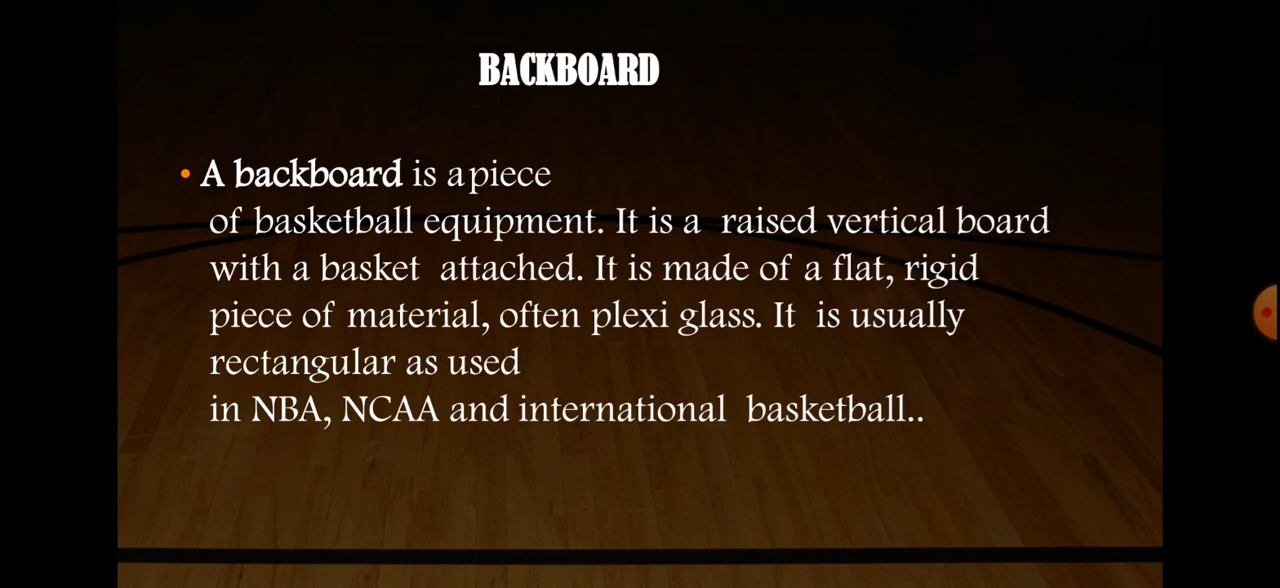 BACKBOARD
• A backboard is a piece
of basketball equipment. It is a raised vertical board
with a basket attached. It is made of a flat, rigid
piece of material, often plexi glass. It is usually
rectangular as used
in NBA, NCAA and international basketball..